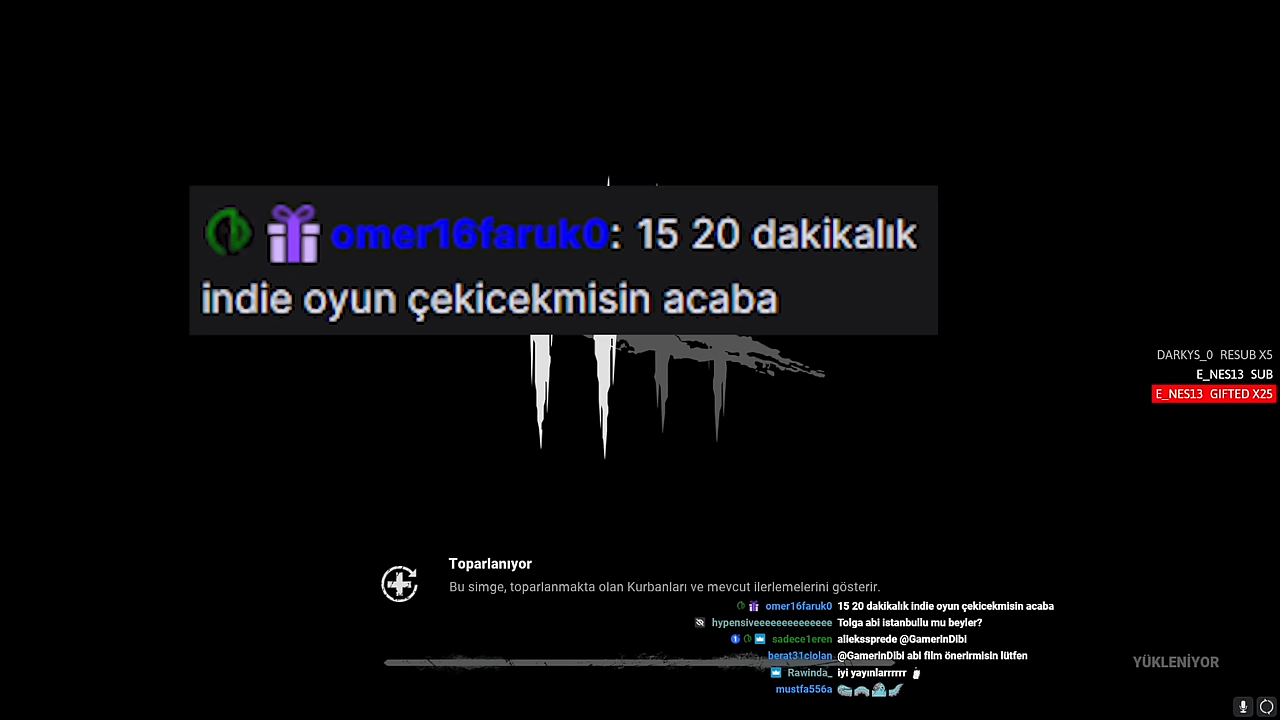 omer16faruk0: 15 20 dakikalık
indie oyun çekicekmisin acaba
DARKYS_0 RESUB X5
E_NES13 SUB
E_NES13 GIFTED X25
Toparlanıyor
Bu simge, toparlanmakta olan Kurbanları ve mevcut ilerlemelerini gösterir.
omer16faruk0 15 20 dakikalık indie oyun çekicekmisin acaba
hypensiveeeeeeeeeeeeee Tolga abi istanbullu mu beyler?
sadece1eren allekssprede @GamerinDibi
berat31clolan @GamerinDibi abi film önerirmisin lütfen
Rawinda_ iyi yayınlarrrrrr
mustfa556a
YÜKLENİYOR